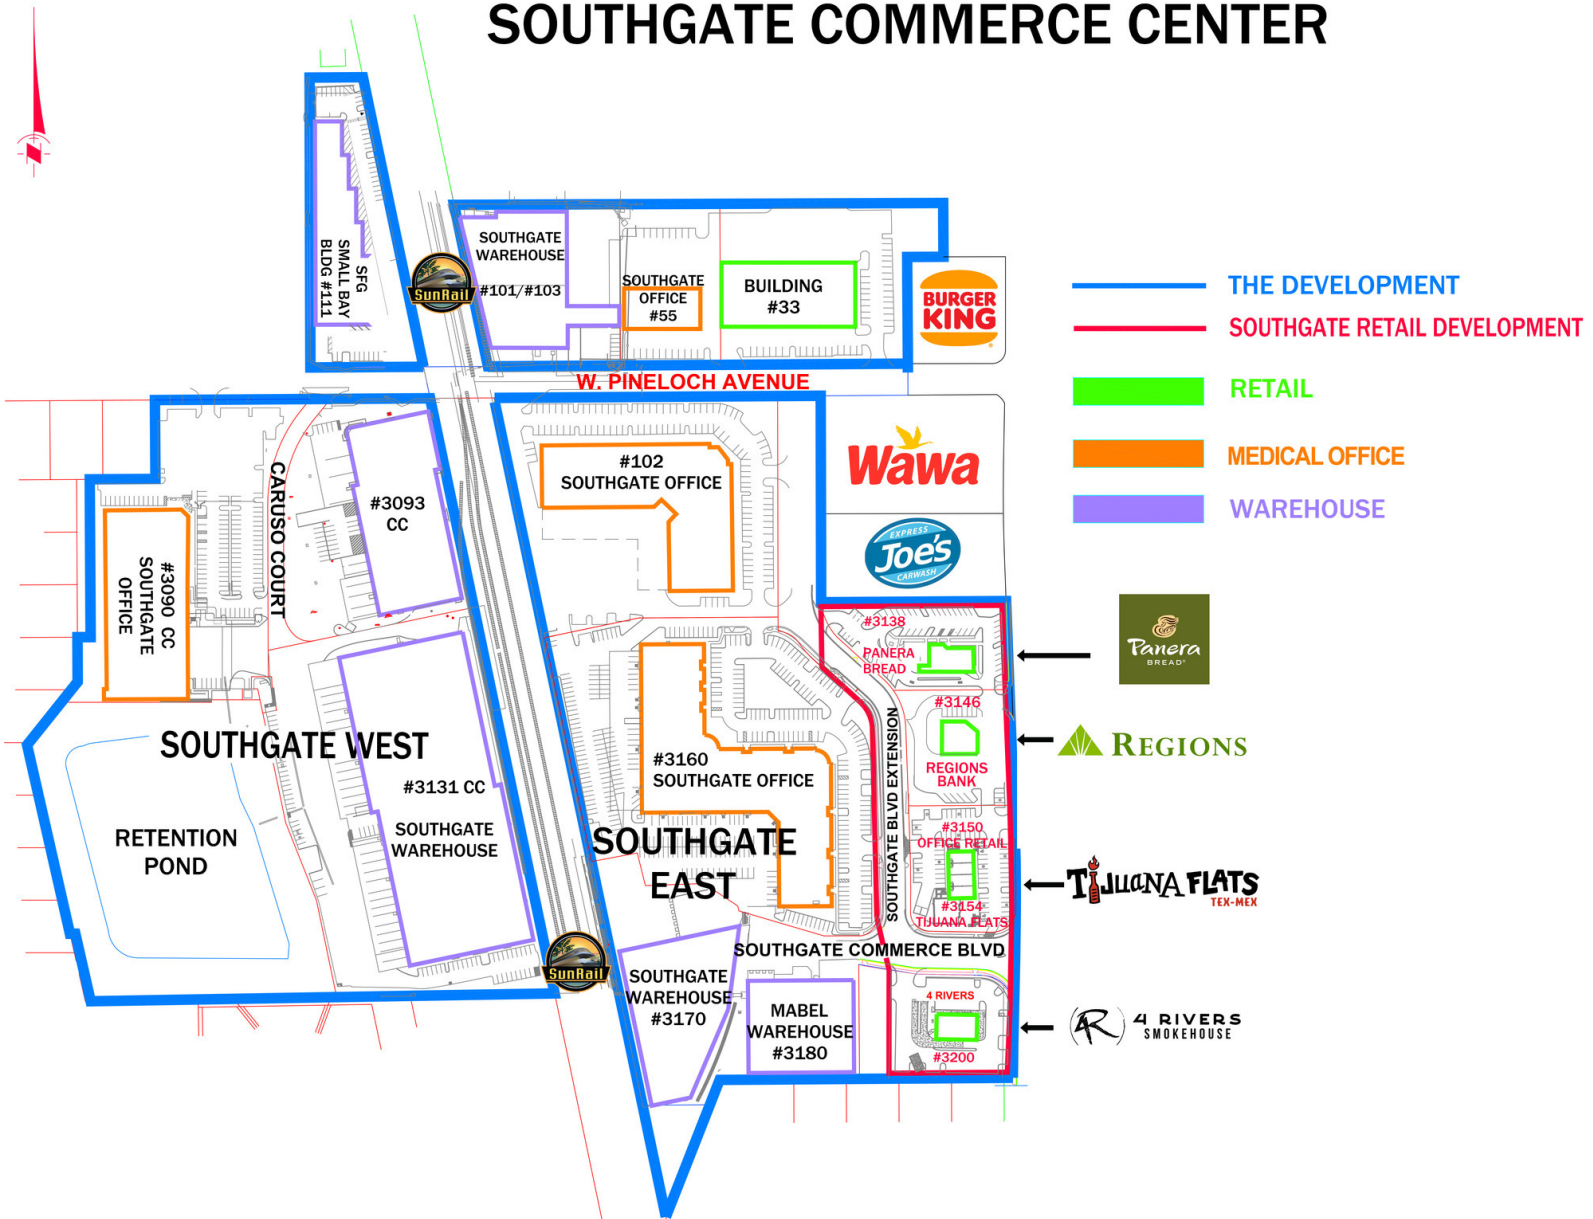 SOUTHGATE COMMERCE CENTER
SFG
SMALL BAY
BLDG #111
SunRail
SOUTHGATE
WAREHOUSE
#101/#103
SOUTHGATE
OFFICE
#55
BUILDING
#33
BURGER
KING
THE DEVELOPMENT
SOUTHGATE RETAIL DEVELOPMENT
RETAIL
MEDICAL OFFICE
WAREHOUSE
W. PINELOCH AVENUE
CARUSO COURT
#3093
CC
#102
SOUTHGATE OFFICE
Wawa
EXPRESS
Joe's
CARWASH
#3090 CC
SOUTHGATE
OFFICE
#3138
PANERA
BREAD
Panera
BREAD
#3146
REGIONS
BANK
REGIONS
SOUTHGATE WEST
#3131 CC
SOUTHGATE
WAREHOUSE
RETENTION
POND
#3160
SOUTHGATE OFFICE
SOUTHGATE
EAST
SOUTHGATE BLVD EXTENSION
#3150
OFFICE RETAIL
#3154
TIJUANA FLATS
TIJUANA FLATS
TEX-MEX
SOUTHGATE COMMERCE BLVD
SunRail
SOUTHGATE
WAREHOUSE
#3170
MABEL
WAREHOUSE
#3180
4 RIVERS
#3200
4R
4 RIVERS
SMOKEHOUSE